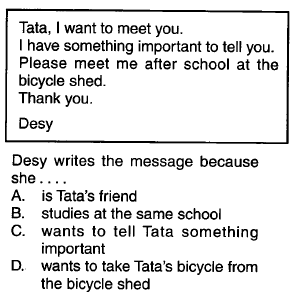 Tata, I want to meet you.
I have something important to tell you.
Please meet me after school at the
bicycle shed.
Thank you.
Desy
Desy writes the message because
she . . . .
A. is Tata's friend
B. studies at the same school
C. wants to tell Tata something
important
D. wants to take Tata's bicycle from
the bicycle shed